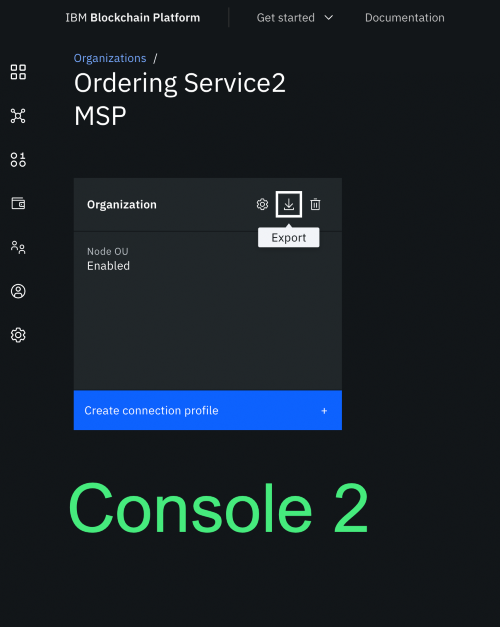 IBM Blockchain Platform
Get started
Documentation
Organizations /
Ordering Service2
MSP
Organization
Export
Node OU
Enabled
Create connection profile +
Console 2